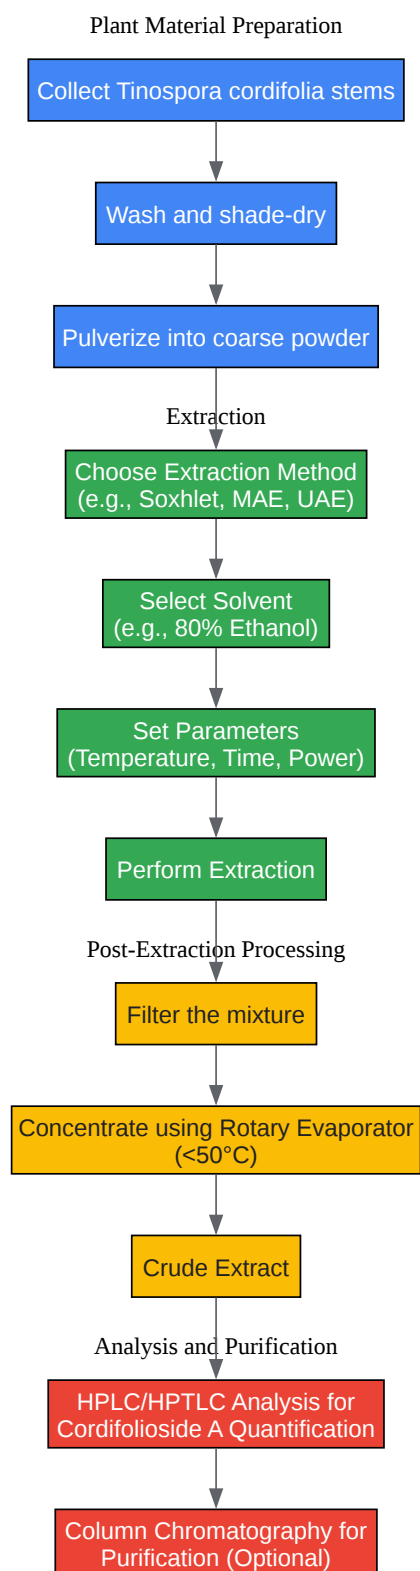 Plant Material Preparation
Collect Tinospora cordifolia stems
Wash and shade-dry
Pulverize into coarse powder
Extraction
Choose Extraction Method
(e.g., Soxhlet, MAE, UAE)
Select Solvent
(e.g., 80% Ethanol)
Set Parameters
(Temperature, Time, Power)
Perform Extraction
Post-Extraction Processing
Filter the mixture
Concentrate using Rotary Evaporator
(<50°C)
Crude Extract
Analysis and Purification
HPLC/HPTLC Analysis for
Cordifolioside A Quantification
Column Chromatography for
Purification (Optional)